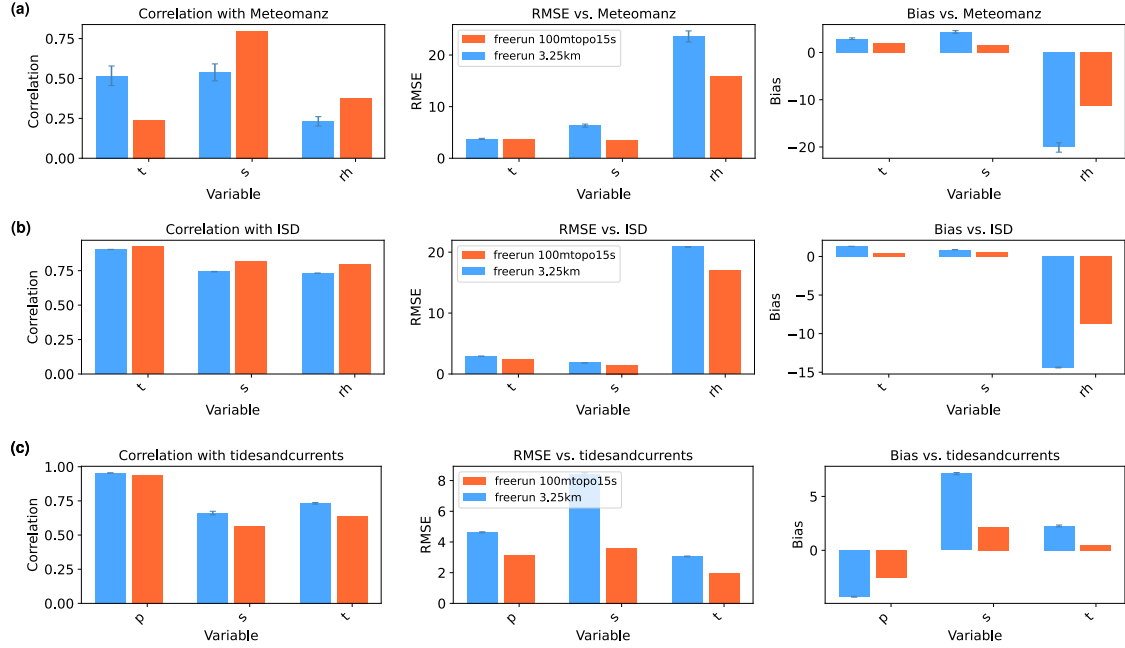 (a)
Correlation with Meteomanz
Correlation
0.75
0.50
0.25
0.00
t
s
rh
Variable
RMSE vs. Meteomanz
RMSE
20
10
0
freerun 100mtopo15s
freerun 3.25km
t
s
rh
Variable
Bias vs. Meteomanz
Bias
0
−10
−20
t
s
rh
Variable
(b)
Correlation with ISD
Correlation
0.75
0.50
0.25
0.00
t
s
rh
Variable
RMSE vs. ISD
RMSE
20
10
0
freerun 100mtopo15s
freerun 3.25km
t
s
rh
Variable
Bias vs. ISD
Bias
0
−5
−10
−15
t
s
rh
Variable
(c)
Correlation with tidesandcurrents
Correlation
1.00
0.75
0.50
0.25
0.00
p
s
t
Variable
RMSE vs. tidesandcurrents
RMSE
8
6
4
2
0
freerun 100mtopo15s
freerun 3.25km
p
s
t
Variable
Bias vs. tidesandcurrents
Bias
5
0
p
s
t
Variable